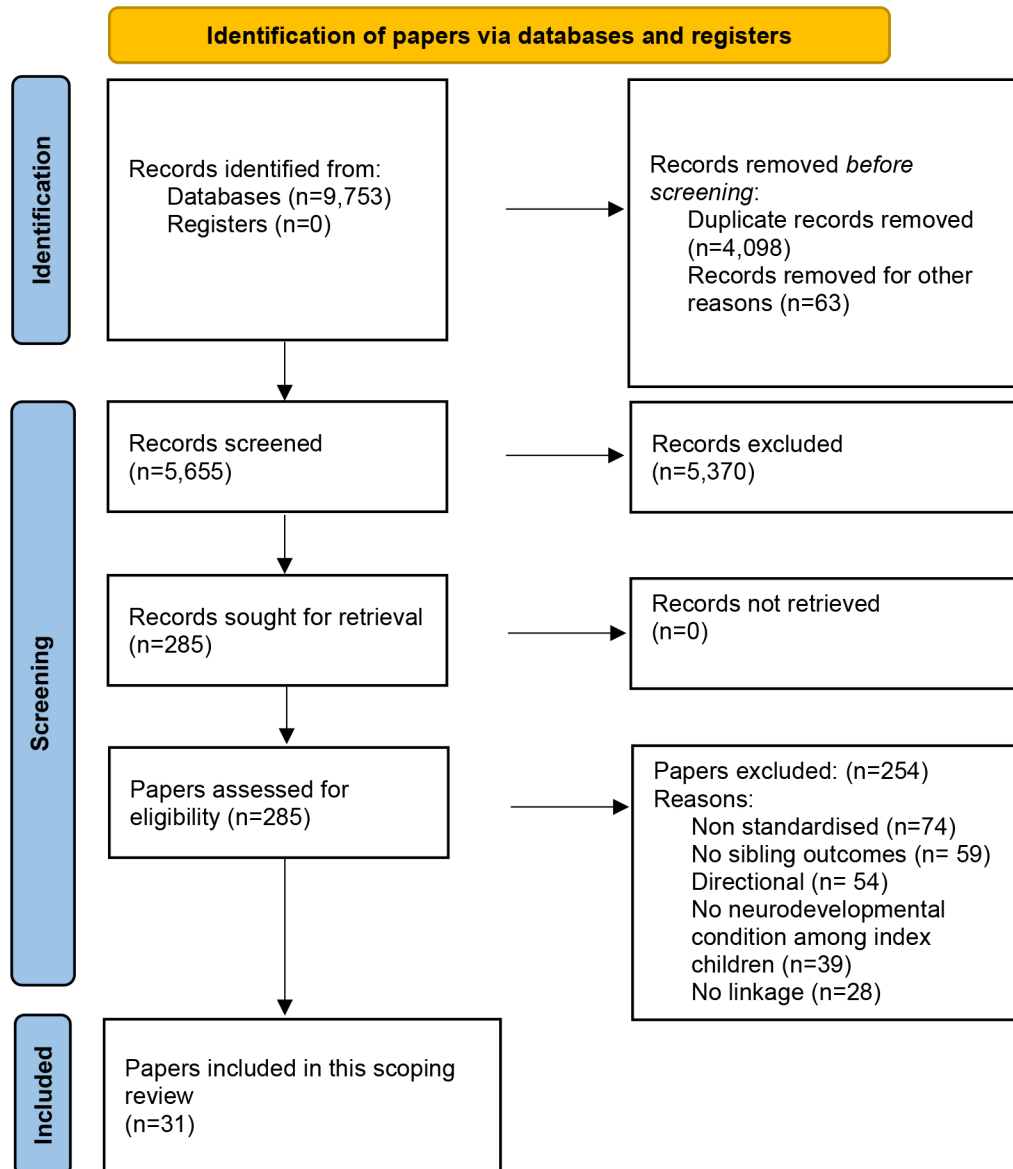 Identification of papers via databases and registers
Identification
Records identified from:
Databases (n=9,753)
Registers (n=0)
Records removed before
screening:
Duplicate records removed
(n=4,098)
Records removed for other
reasons (n=63)
Screening
Records screened
(n=5,655)
Records excluded
(n=5,370)
Records sought for retrieval
(n=285)
Records not retrieved
(n=0)
Papers assessed for
eligibility (n=285)
Papers excluded: (n=254)
Reasons:
Non standardised (n=74)
No sibling outcomes (n= 59)
Directional (n= 54)
No neurodevelopmental
condition among index
children (n=39)
No linkage (n=28)
Included
Papers included in this scoping
review
(n=31)